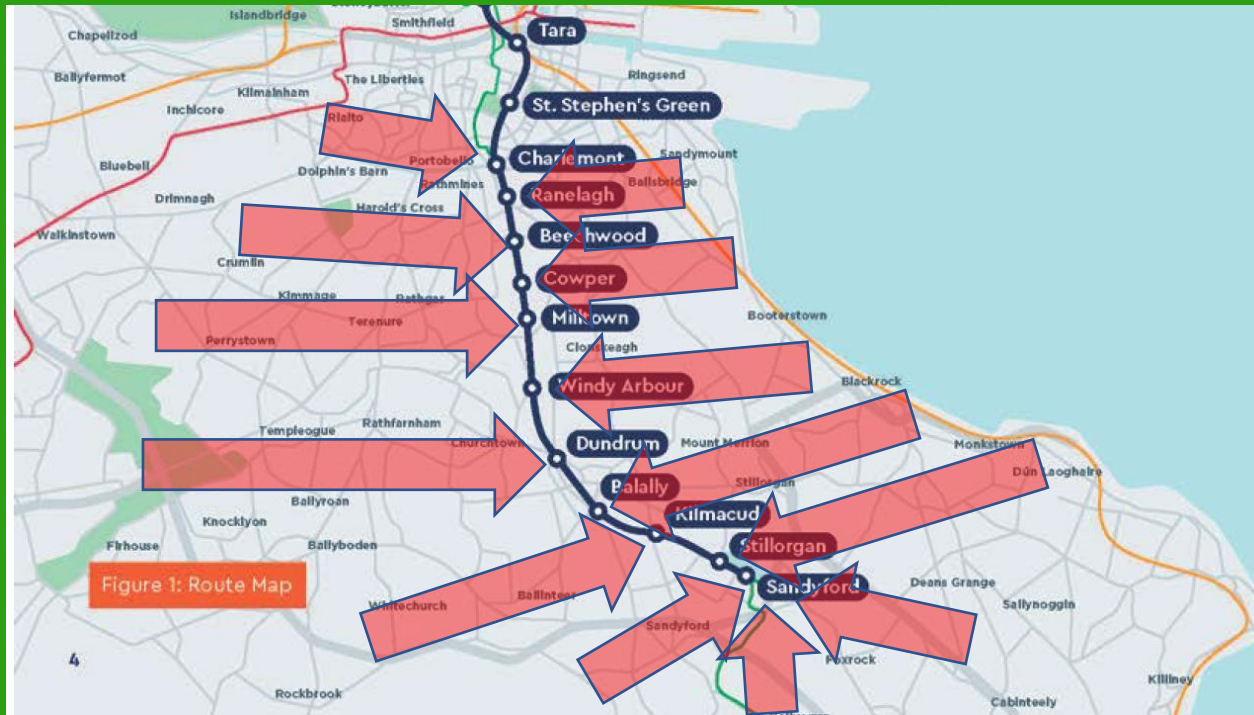 Islandbridge
Smithfield
Chapelizod
Tara
Ballyfermot
The Liberties
Ringsend
Kilmainham
Inchicore
St. Stephen's Green
Rialto
Bluebell
Portobello
Charlemont
Sandymount
Dolphin's Barn
Rathmines
Ballsbridge
Drimnagh
Ranelagh
Harold's Cross
Walkinstown
Beechwood
Crumlin
Cowper
Kimmage
Rathgar
Milltown
Terenure
Booterstown
Perrystown
Clonskeagh
Windy Arbour
Blackrock
Rathfarnham
Templeogue
Churchtown
Dundrum
Mount Merrion
Monkstown
Dún Laoghaire
Stillorgan
Balally
Ballyroan
Kilmacud
Knocklyon
Firhouse
Ballyboden
Stillorgan
Figure 1: Route Map
Sandyford
Deans Grange
Ballinteer
Whitechurch
Sallynoggin
Sandyford
4
Foxrock
Killiney
Rockbrook
Cabinteely